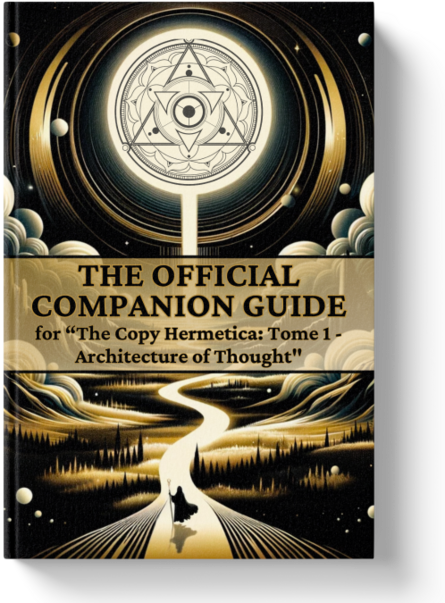 THE OFFICIAL
COMPANION GUIDE
for “The Copy Hermetica: Tome 1 -
Architecture of Thought"